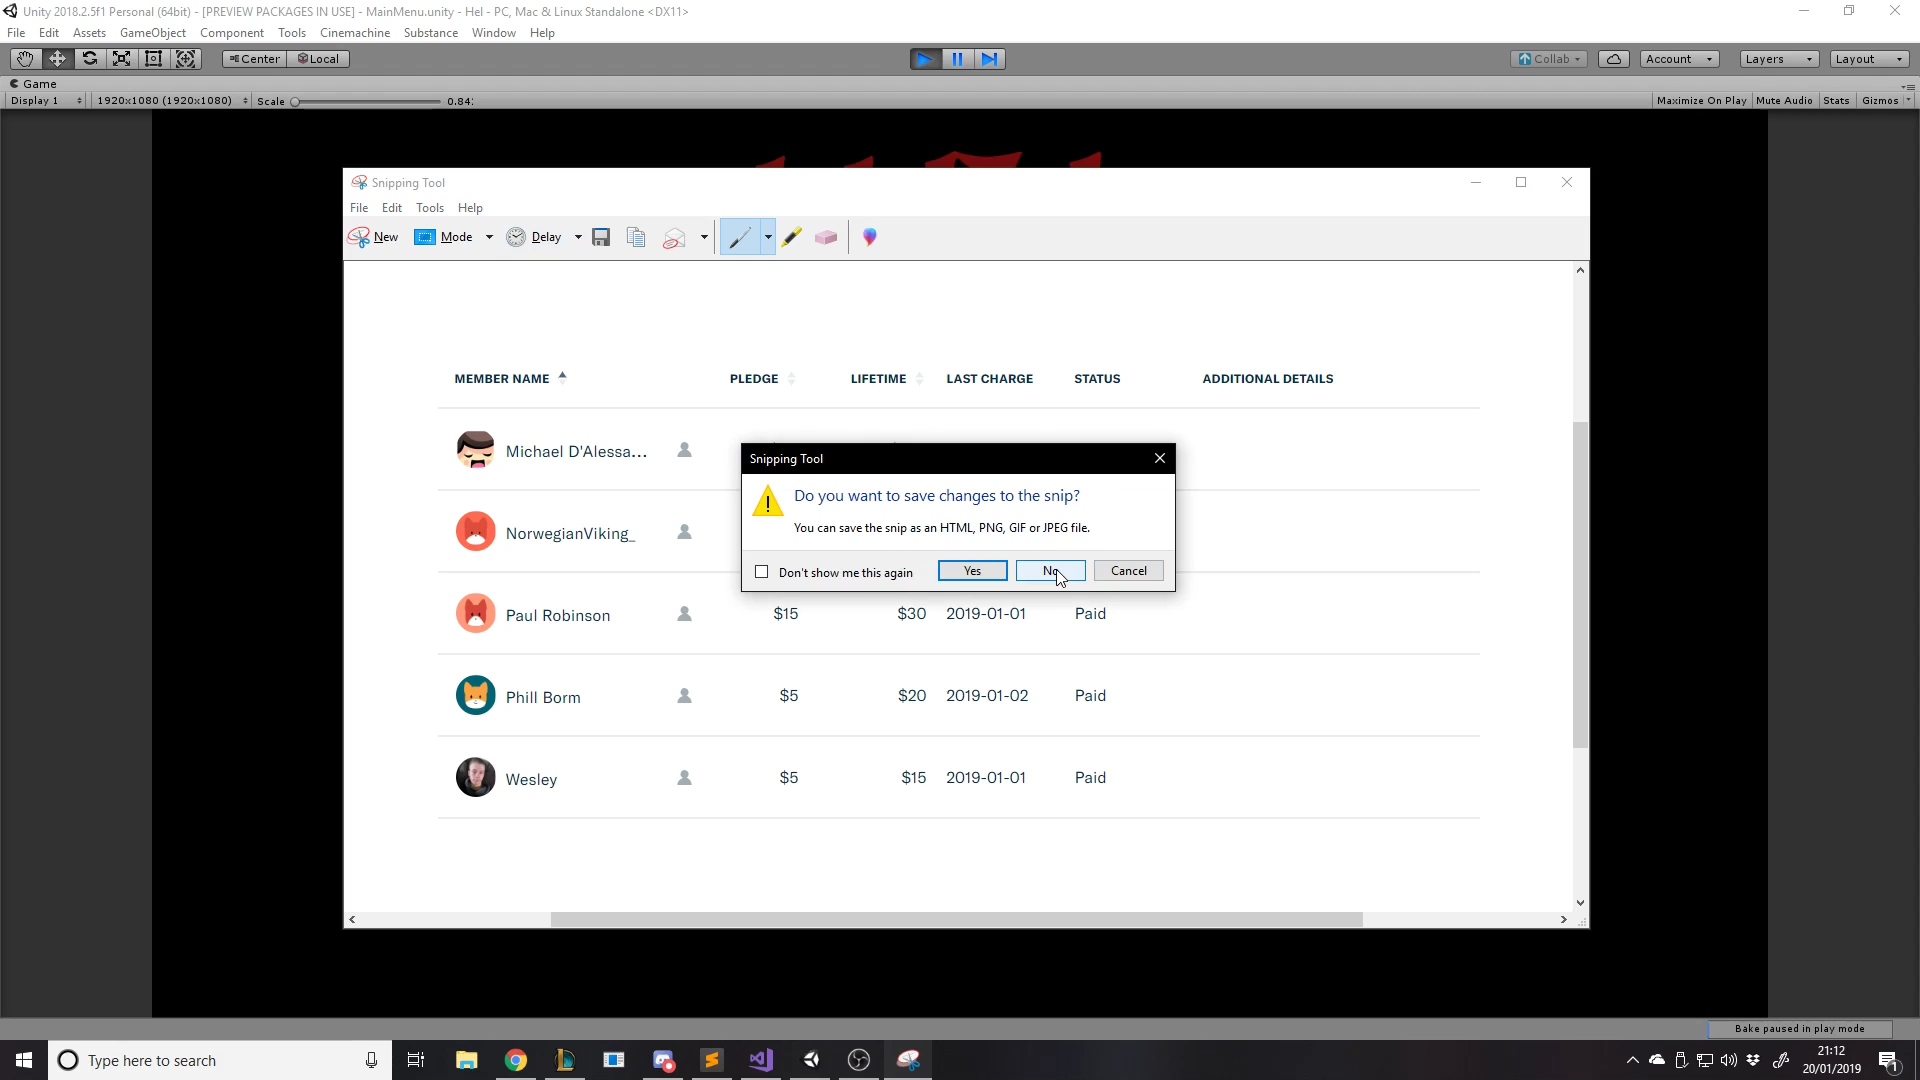 Unity 2018.2.5f1 Personal (64bit) - [PREVIEW PACKAGES IN USE] - MainMenu.unity - Hel - PC, Mac & Linux Standalone <DX11>
File Edit Assets GameObject Component Tools Cinemachine Substance Window Help
Center Local Collab Account Layers Layout
Game
Display 1 1920x1080 (1920x1080) Scale 0.84: Maximize On Play Mute Audio Stats Gizmos
Snipping Tool
File Edit Tools Help
New Mode Delay
MEMBER NAME PLEDGE LIFETIME LAST CHARGE STATUS ADDITIONAL DETAILS
Michael D'Alessa...
Snipping Tool
Do you want to save changes to the snip?
You can save the snip as an HTML, PNG, GIF or JPEG file.
Don't show me this again Yes No Cancel
NorwegianViking_
Paul Robinson $15 $30 2019-01-01 Paid
Phill Borm $5 $20 2019-01-02 Paid
Wesley $5 $15 2019-01-01 Paid
Bake paused in play mode
Type here to search
21:12
20/01/2019
1